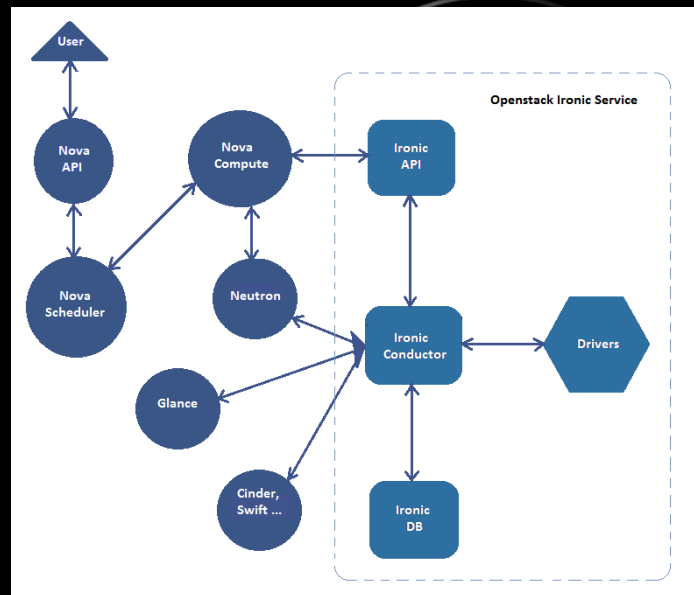 User
Openstack Ironic Service
Nova
API
Nova
Compute
Ironic
API
Nova
Scheduler
Neutron
Ironic
Conductor
Drivers
Glance
Cinder,
Swift ...
Ironic
DB